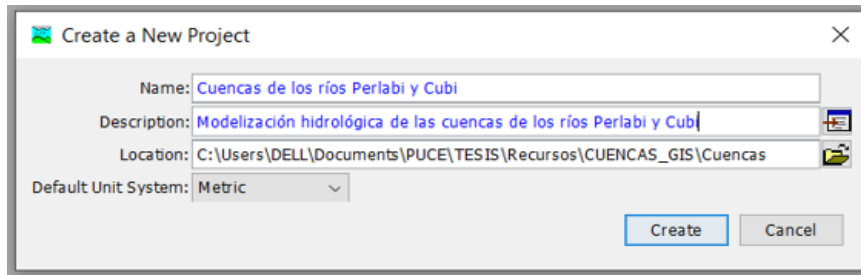 Create a New Project
Name: Cuencas de los ríos Perlabi y Cubi
Description: Modelización hidrológica de las cuencas de los ríos Perlabi y Cubi
Location: C:\Users\DELL\Documents\PUCE\TESIS\Recursos\CUENCAS_GIS\Cuencas
Default Unit System: Metric
Create Cancel